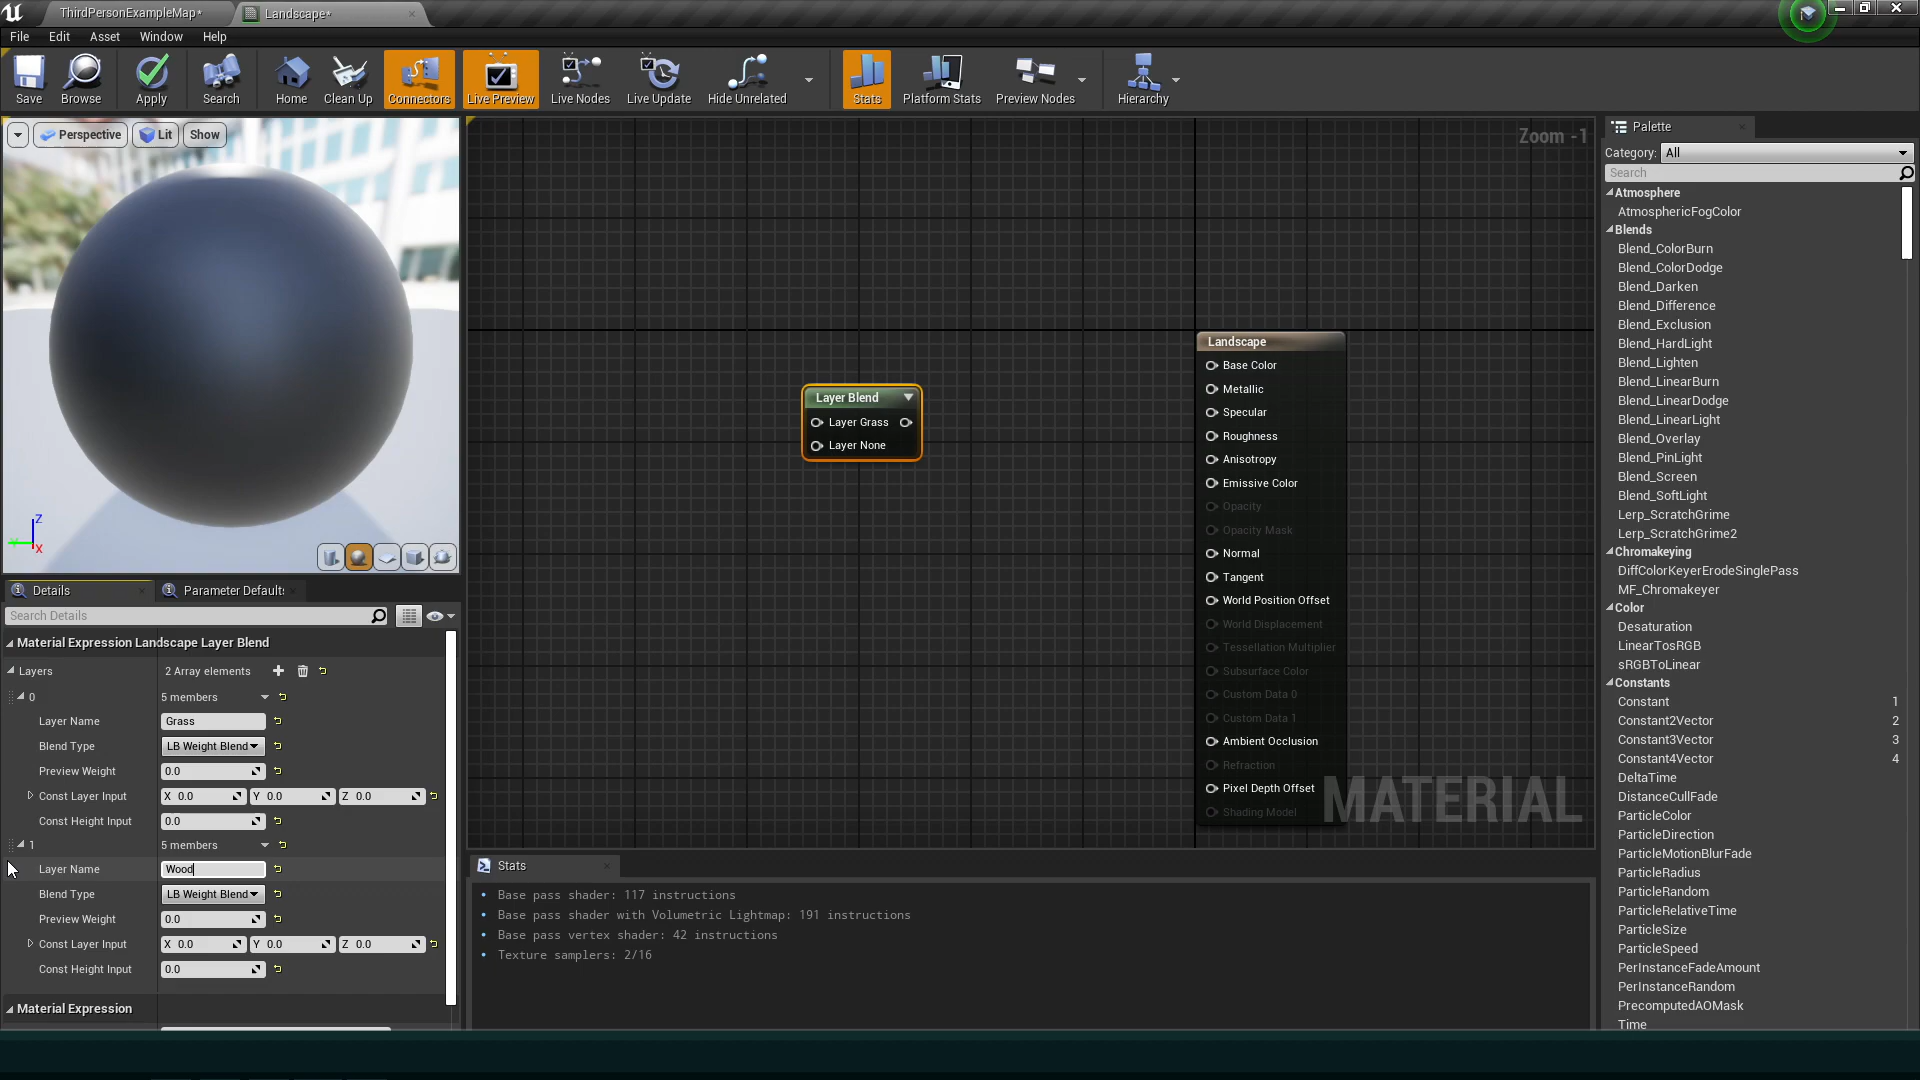 ThirdPersonExampleMap*
Landscape*
File Edit Asset Window Help
Save Browse Apply Search Home Clean Up Connectors Live Preview Live Nodes Live Update Hide Unrelated Stats Platform Stats Preview Nodes Hierarchy
Perspective Lit Show
Z
X
Zoom -1
Layer Blend
Layer Grass
Layer None
Landscape
Base Color
Metallic
Specular
Roughness
Anisotropy
Emissive Color
Opacity
Opacity Mask
Normal
Tangent
World Position Offset
World Displacement
Tessellation Multiplier
Subsurface Color
Custom Data 0
Custom Data 1
Ambient Occlusion
Refraction
Pixel Depth Offset
Shading Model
MATERIAL
Details
Parameter Defaults
Search Details
Material Expression Landscape Layer Blend
Layers 2 Array elements
0 5 members
Layer Name Grass
Blend Type LB Weight Blend
Preview Weight 0.0
Const Layer Input X 0.0 Y 0.0 Z 0.0
Const Height Input 0.0
1 5 members
Layer Name Wood
Blend Type LB Weight Blend
Preview Weight 0.0
Const Layer Input X 0.0 Y 0.0 Z 0.0
Const Height Input 0.0
Material Expression
Stats
Base pass shader: 117 instructions
Base pass shader with Volumetric Lightmap: 191 instructions
Base pass vertex shader: 42 instructions
Texture samplers: 2/16
Palette
Category: All
Search
Atmosphere
AtmosphericFogColor
Blends
Blend_ColorBurn
Blend_ColorDodge
Blend_Darken
Blend_Difference
Blend_Exclusion
Blend_HardLight
Blend_Lighten
Blend_LinearBurn
Blend_LinearDodge
Blend_LinearLight
Blend_Overlay
Blend_PinLight
Blend_Screen
Blend_SoftLight
Lerp_ScratchGrime
Lerp_ScratchGrime2
Chromakeying
DiffColorKeyerErodeSinglePass
MF_Chromakeyer
Color
Desaturation
LinearTosRGB
sRGBToLinear
Constants
Constant 1
Constant2Vector 2
Constant3Vector 3
Constant4Vector 4
DeltaTime
DistanceCullFade
ParticleColor
ParticleDirection
ParticleMotionBlurFade
ParticleRadius
ParticleRandom
ParticleRelativeTime
ParticleSize
ParticleSpeed
PerInstanceFadeAmount
PerInstanceRandom
PrecomputedAOMask
Time